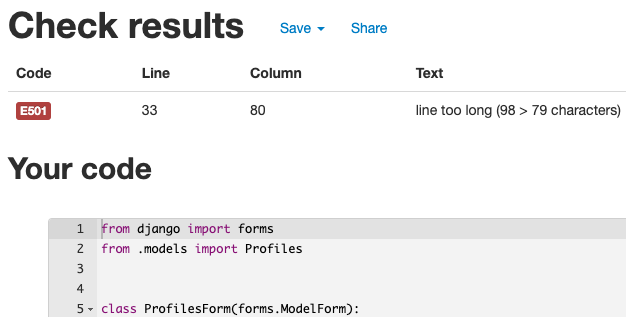 Check results Save Share
Code Line Column Text
E501 33 80 line too long (98 > 79 characters)
Your code
1 from django import forms
2 from .models import Profiles
3
4
5 class ProfilesForm(forms.ModelForm):